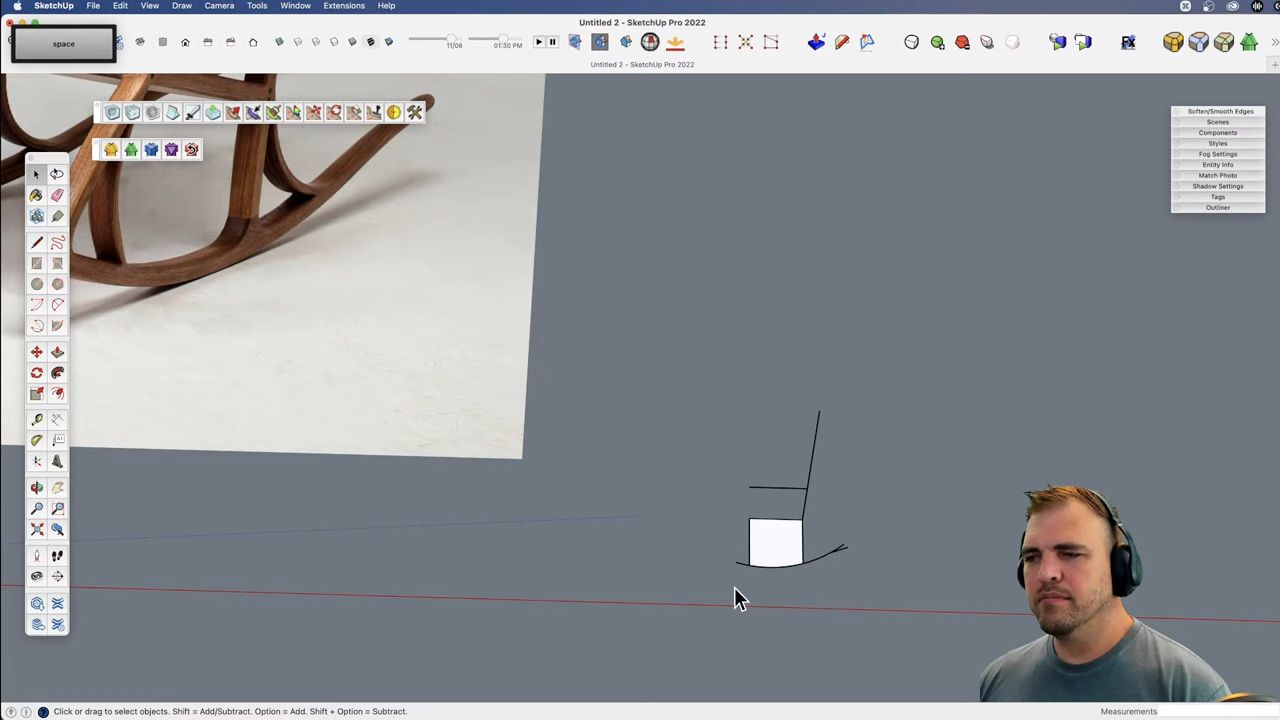 SketchUp File Edit View Draw Camera Tools Window Extensions Help
Untitled 2 - SketchUp Pro 2022
space
11/08
01:30 PM
Untitled 2 - SketchUp Pro 2022
Soften/Smooth Edges
Scenes
Components
Styles
Fog Settings
Entity Info
Match Photo
Shadow Settings
Tags
Outliner
Click or drag to select objects. Shift = Add/Subtract. Option = Add. Shift + Option = Subtract.
Measurements